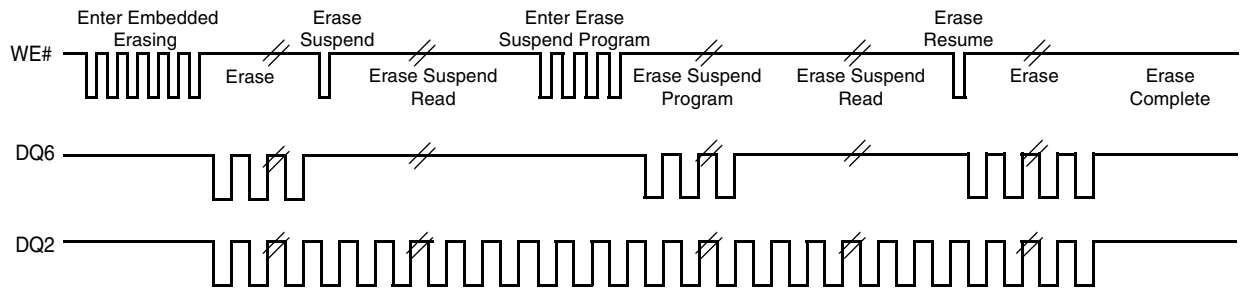 Enter Embedded
Erasing
Erase
Suspend
Enter Erase
Suspend Program
Erase
Resume
WE#
Erase
Erase Suspend
Read
Erase Suspend
Program
Erase Suspend
Read
Erase
Erase
Complete
DQ6
DQ2